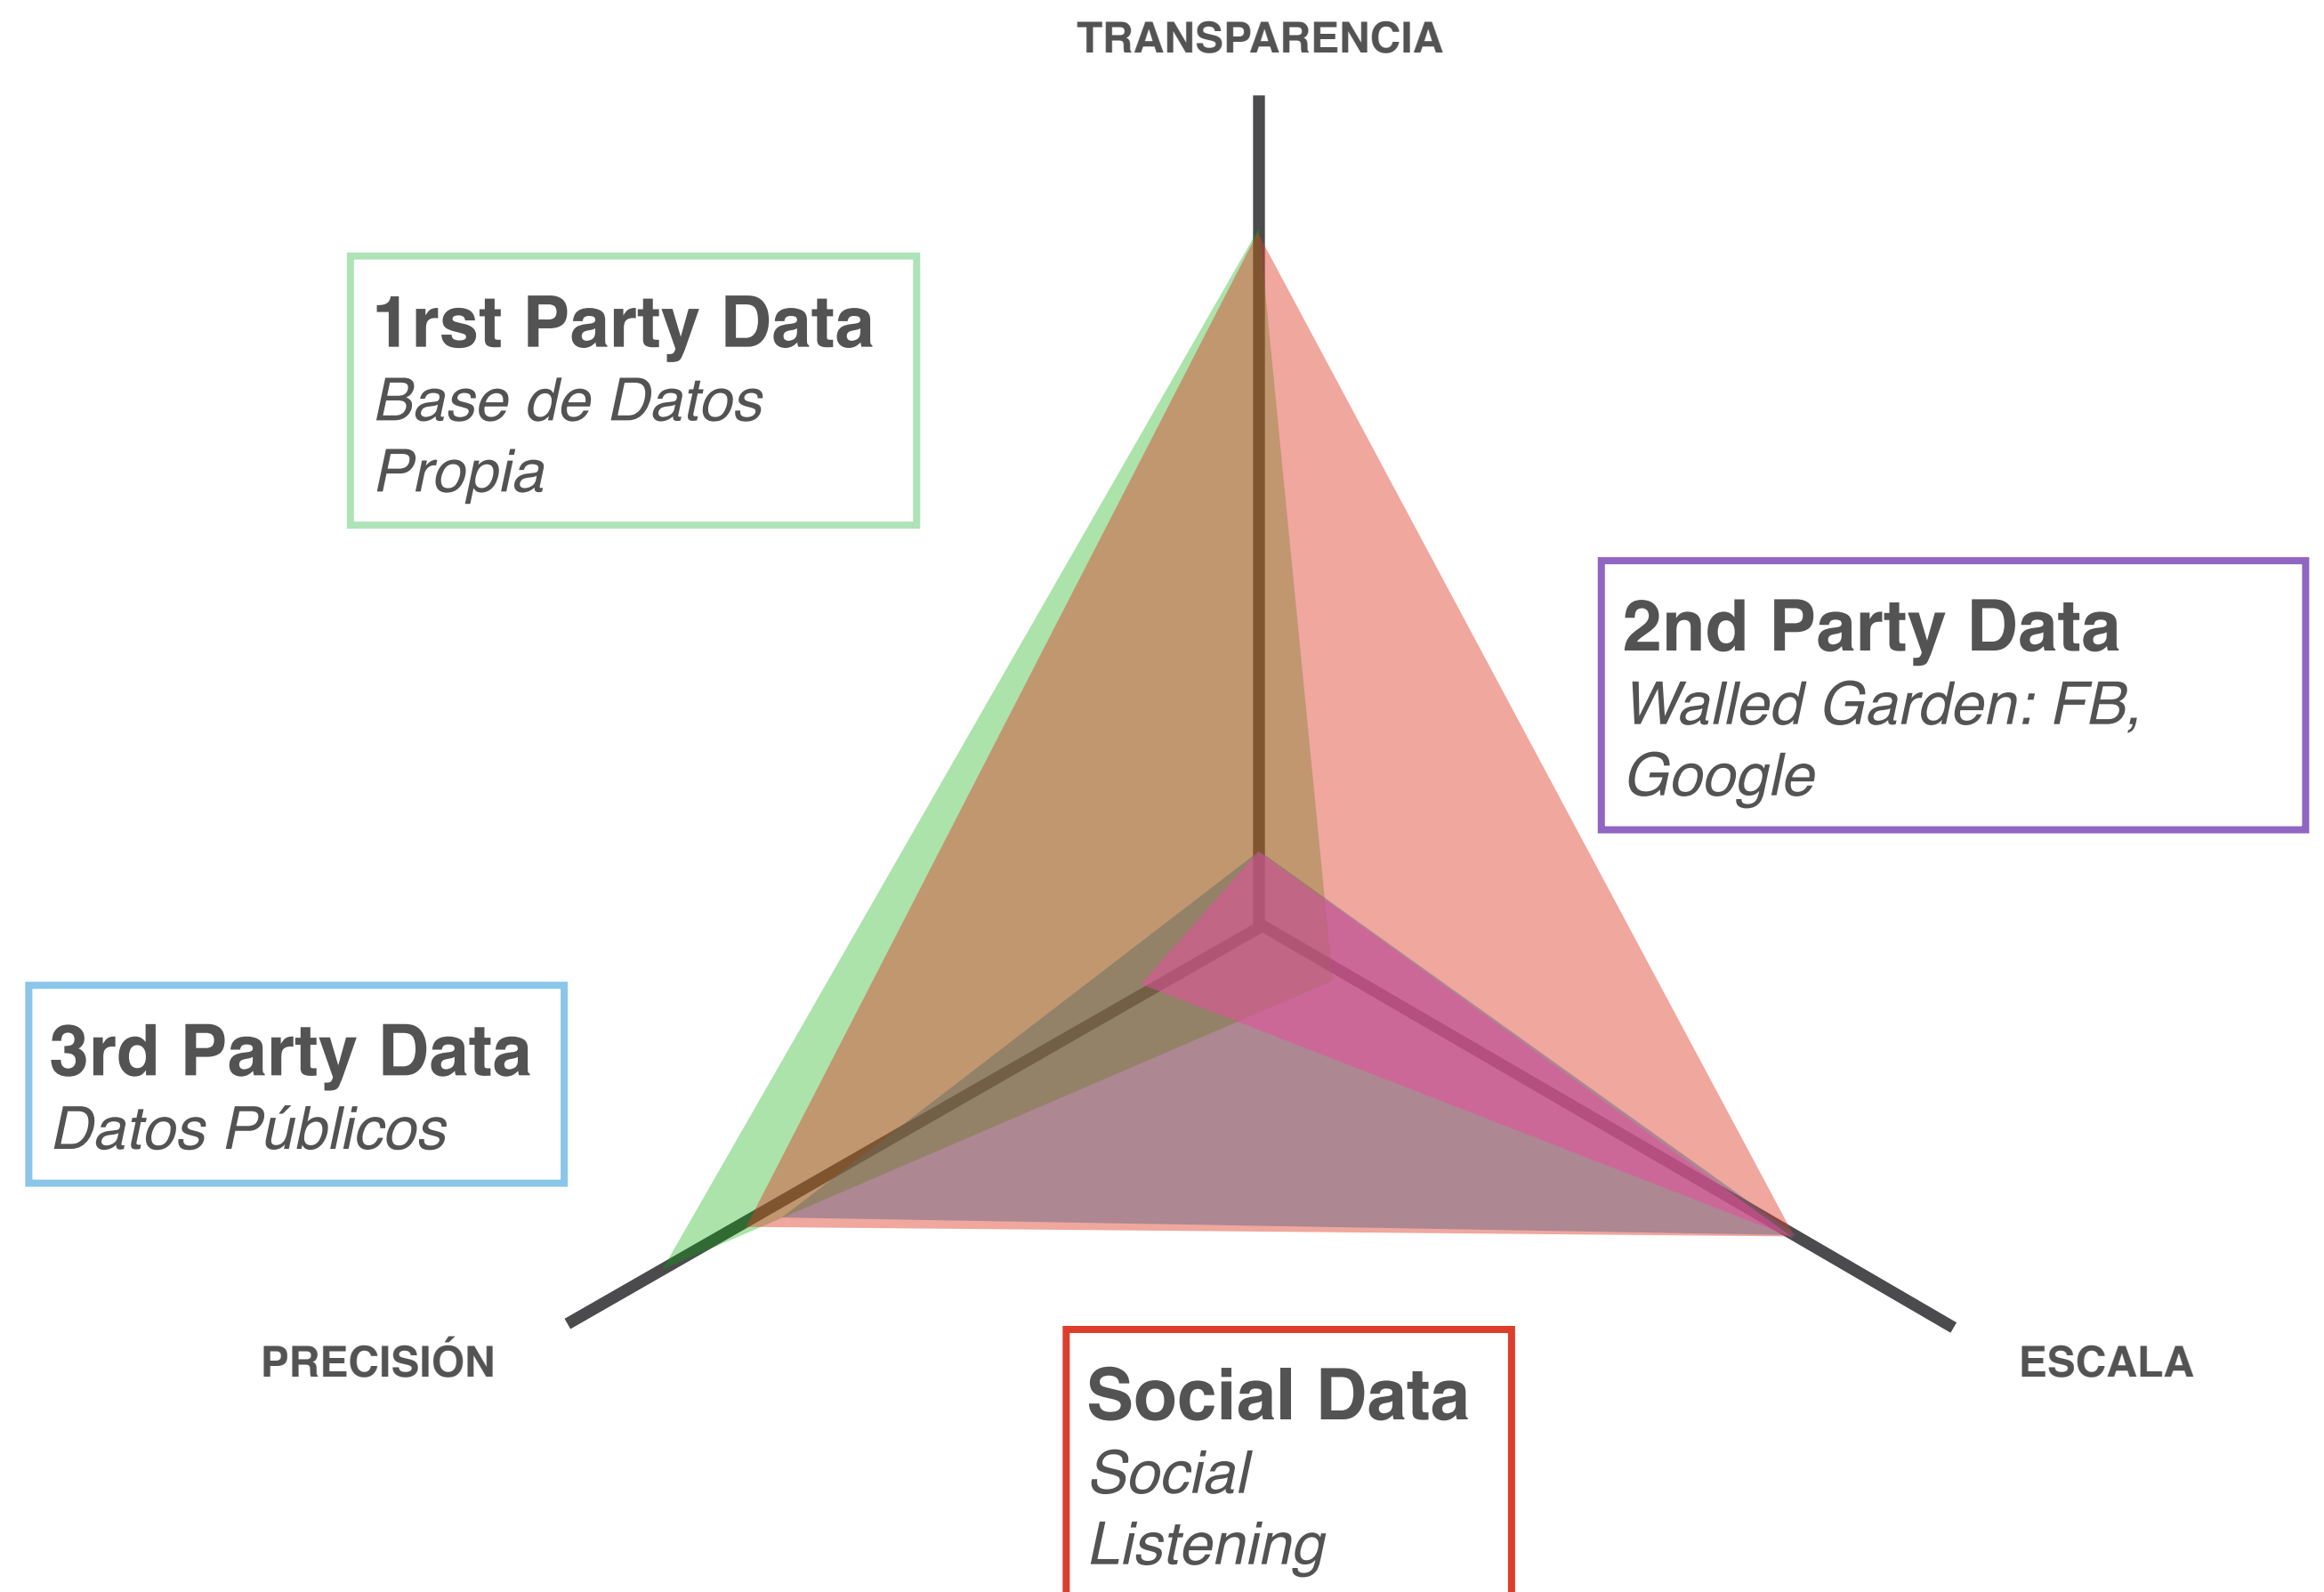 TRANSPARENCIA
1rst Party Data
Base de Datos
Propia
2nd Party Data
Walled Garden: FB,
Google
3rd Party Data
Datos Públicos
PRECISIÓN
ESCALA
Social Data
Social
Listening